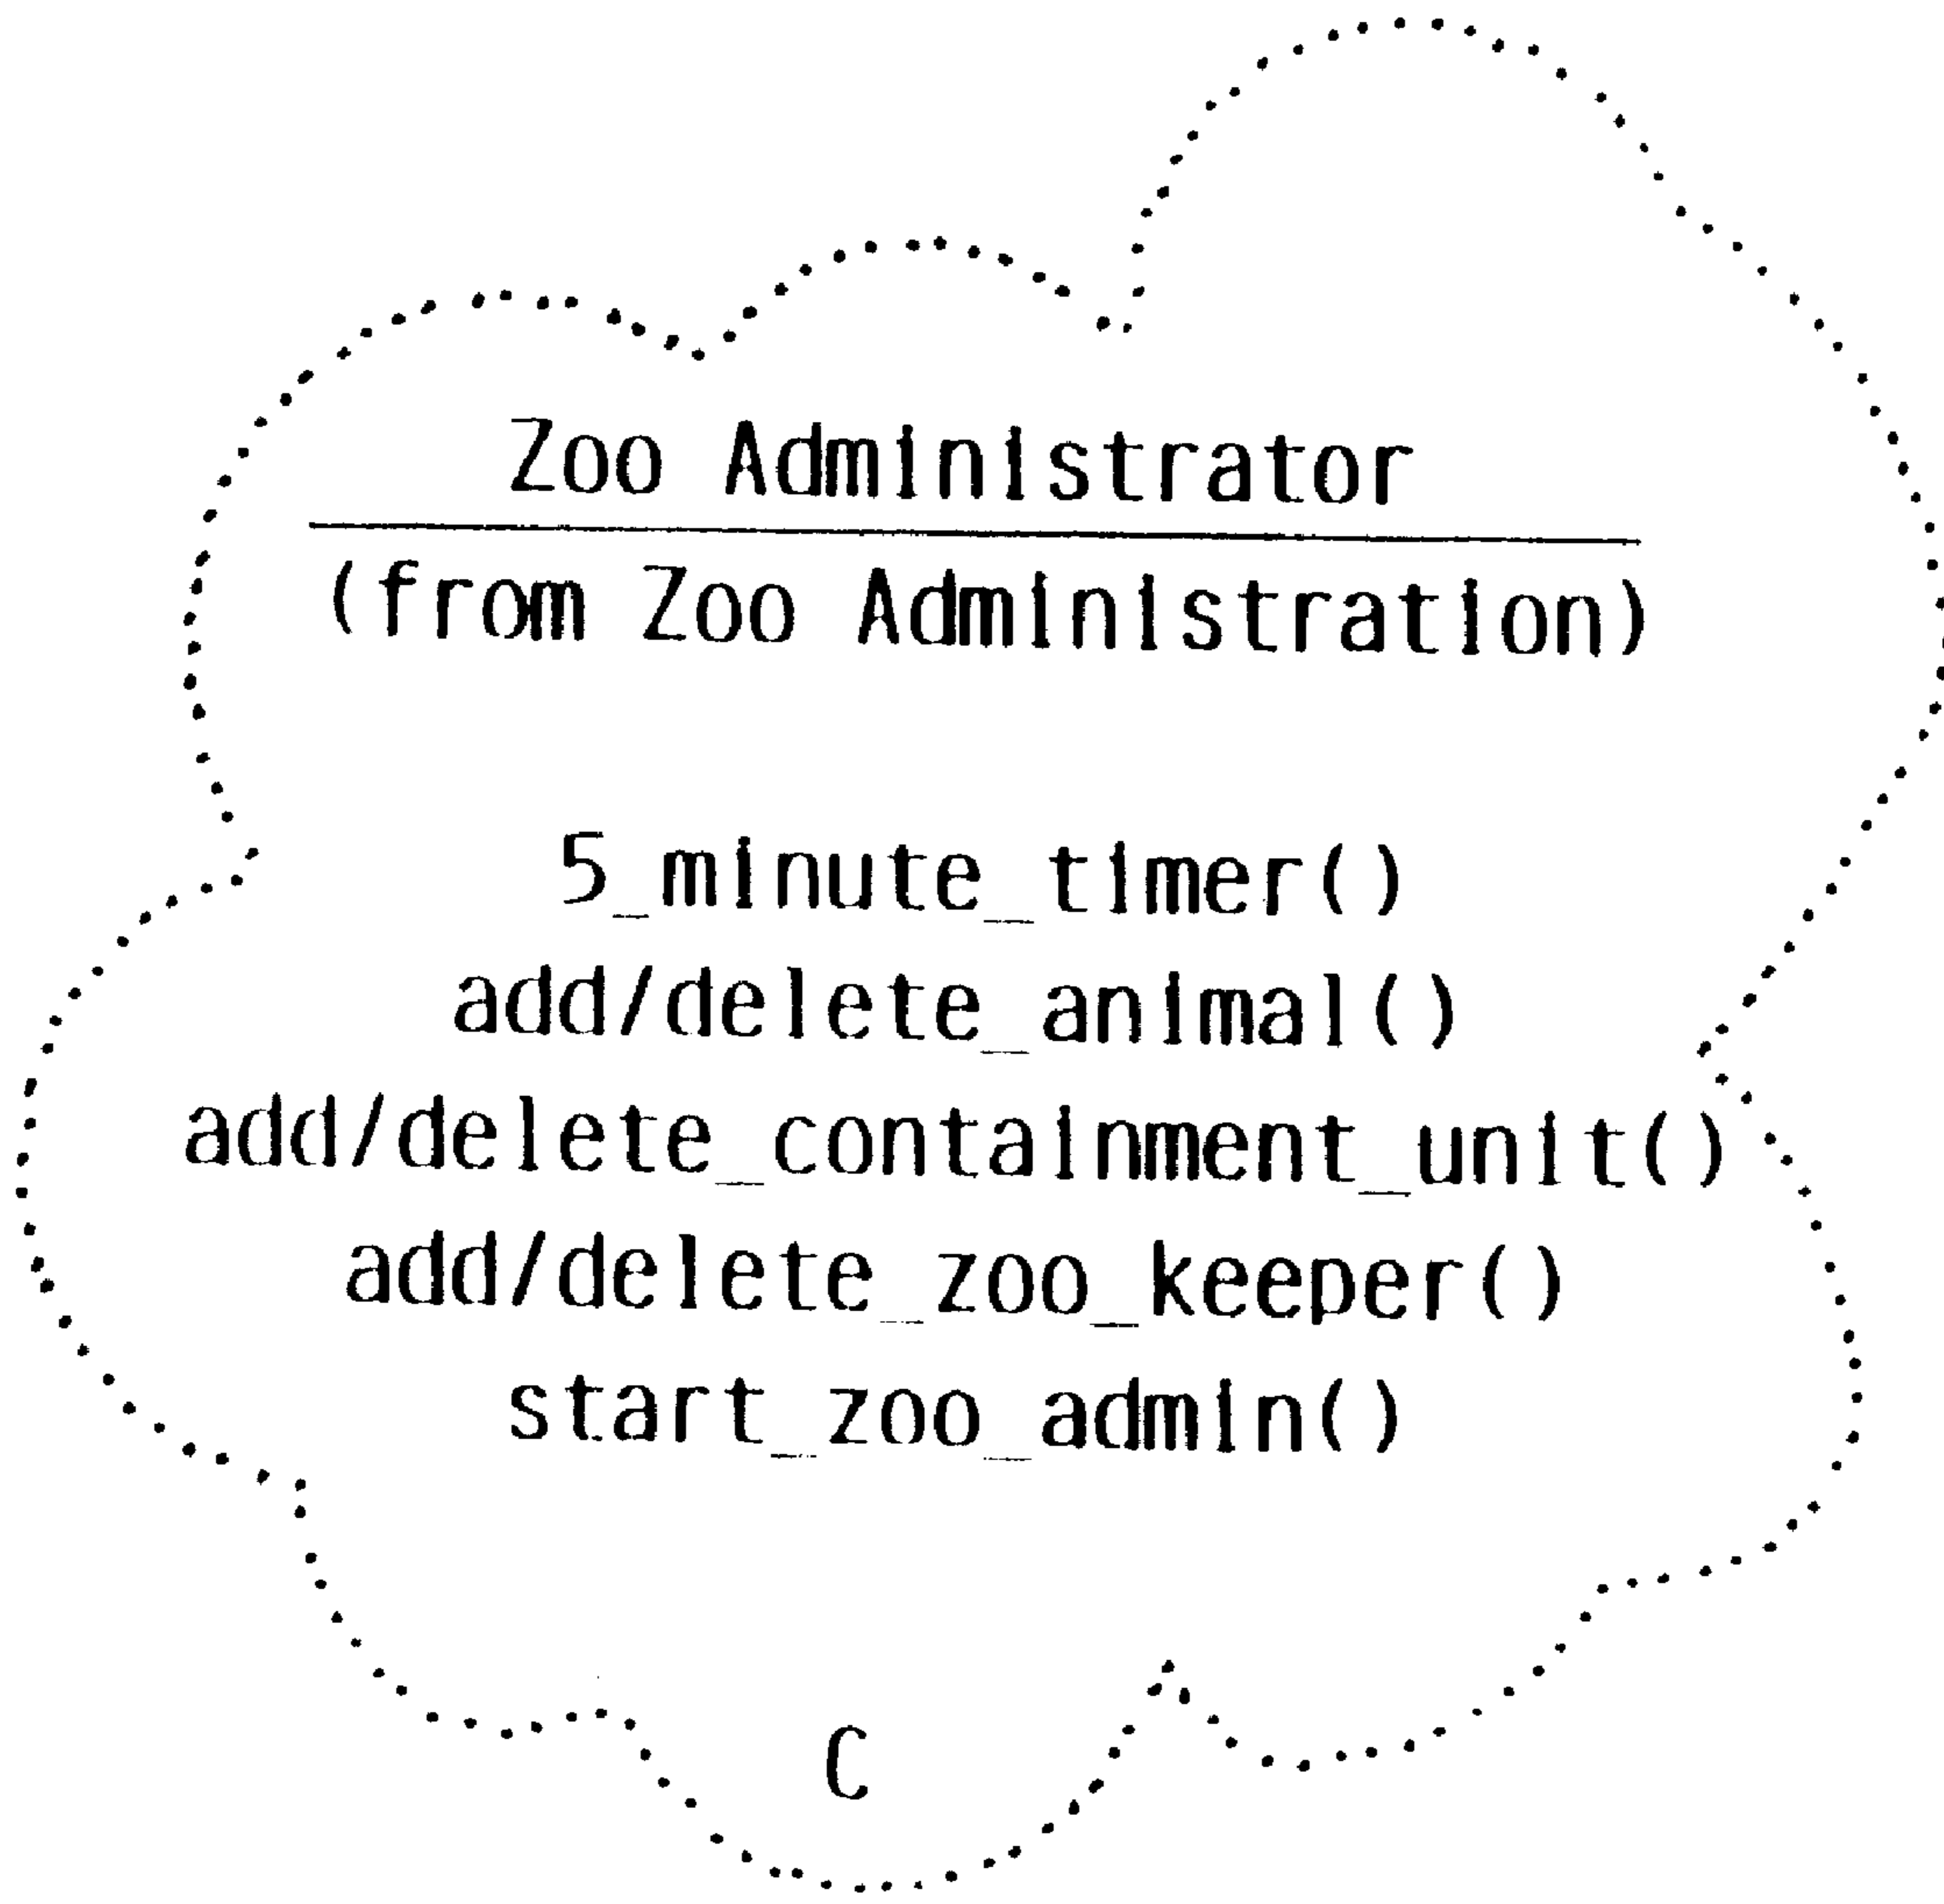 Zoo Administrator
(from Zoo Administration)
5_minute_timer()
add/delete_animal()
add/delete_containment_unit()
add/delete_zoo_keeper()
start_zoo_admin()
C